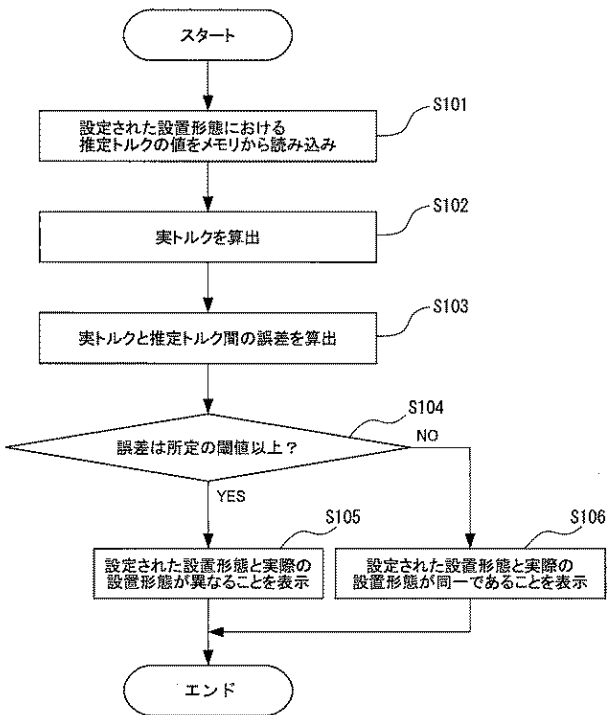 スタート
S101
設定された設置形態における
推定トルクの値をメモリから読み込み
S102
実トルクを算出
S103
実トルクと推定トルク間の誤差を算出
S104
誤差は所定の閾値以上？
NO
YES
S105
設定された設置形態と実際の
設置形態が異なることを表示
S106
設定された設置形態と実際の
設置形態が同一であることを表示
エンド